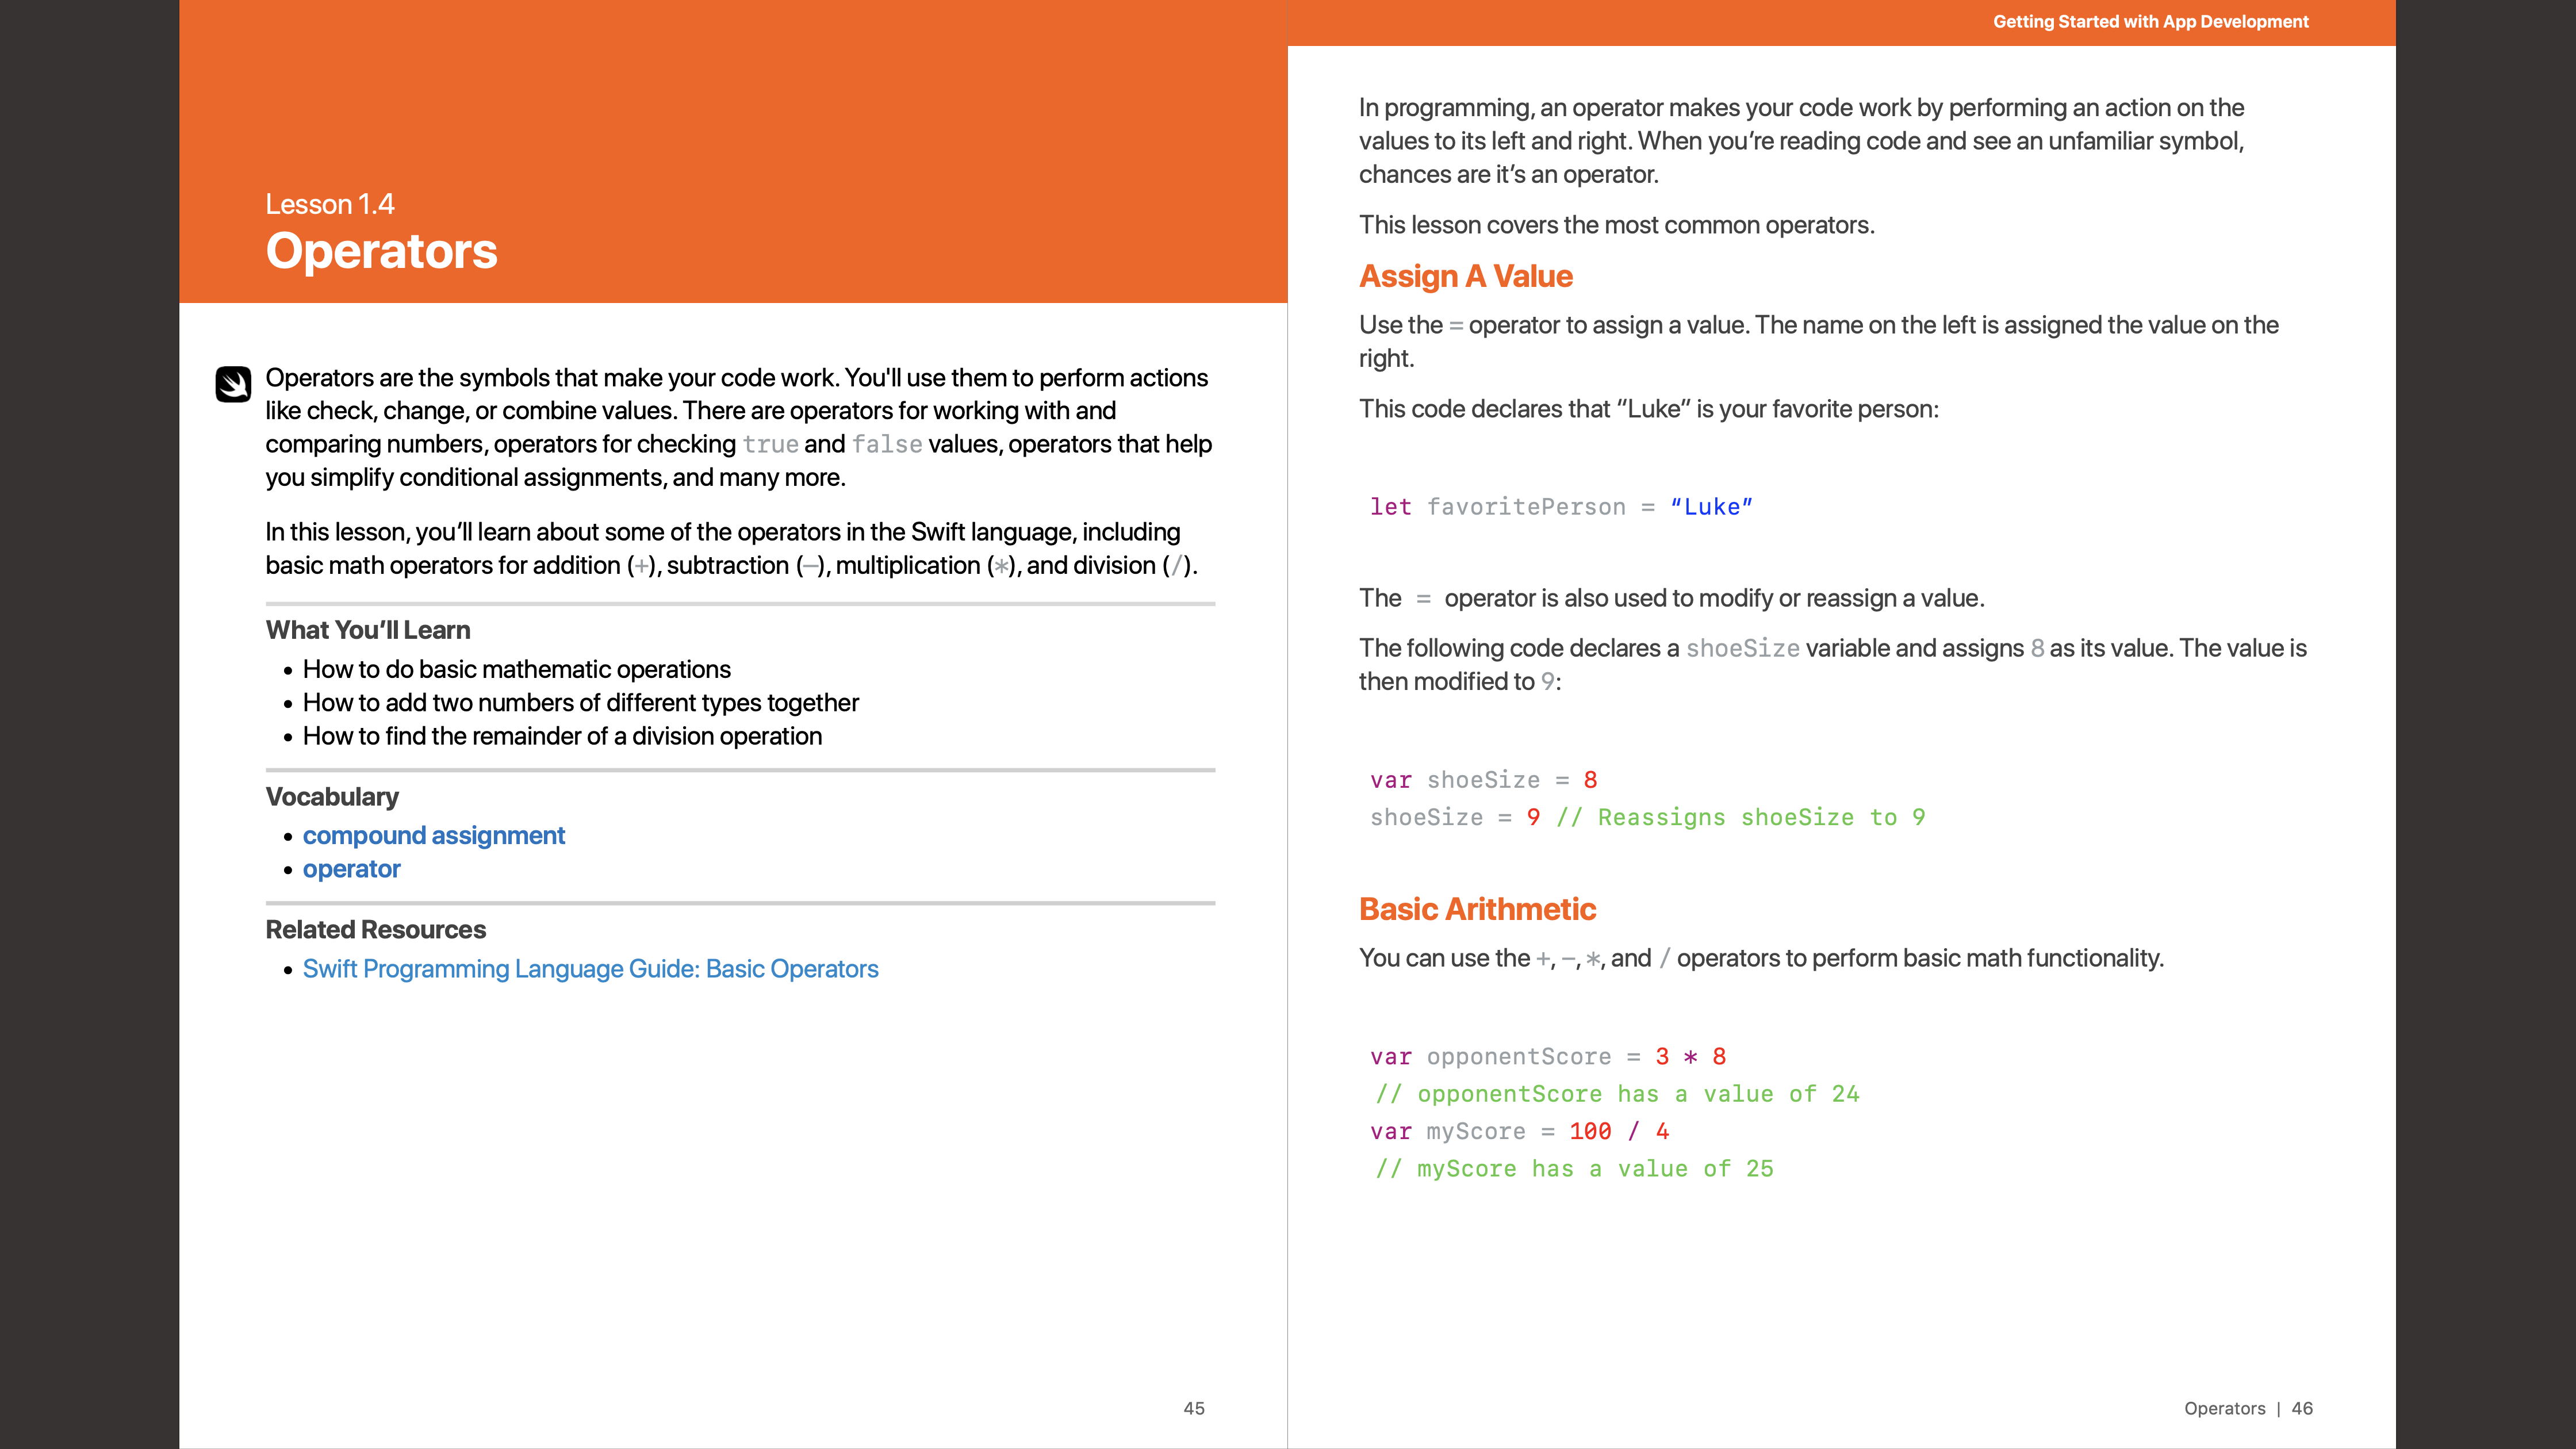 Lesson 1.4
Operators
Operators are the symbols that make your code work. You'll use them to perform actions
like check, change, or combine values. There are operators for working with and
comparing numbers, operators for checking true and false values, operators that help
you simplify conditional assignments, and many more.
In this lesson, you’ll learn about some of the operators in the Swift language, including
basic math operators for addition (+), subtraction (–), multiplication (*), and division (/).
What You’ll Learn
• How to do basic mathematic operations
• How to add two numbers of different types together
• How to find the remainder of a division operation
Vocabulary
• compound assignment
• operator
Related Resources
• Swift Programming Language Guide: Basic Operators
45
Getting Started with App Development
In programming, an operator makes your code work by performing an action on the
values to its left and right. When you’re reading code and see an unfamiliar symbol,
chances are it’s an operator.
This lesson covers the most common operators.
Assign A Value
Use the = operator to assign a value. The name on the left is assigned the value on the
right.
This code declares that “Luke” is your favorite person:
let favoritePerson = “Luke”
The = operator is also used to modify or reassign a value.
The following code declares a shoeSize variable and assigns 8 as its value. The value is
then modified to 9:
var shoeSize = 8
shoeSize = 9 // Reassigns shoeSize to 9
Basic Arithmetic
You can use the +, –, *, and / operators to perform basic math functionality.
var opponentScore = 3 * 8
// opponentScore has a value of 24
var myScore = 100 / 4
// myScore has a value of 25
Operators | 46